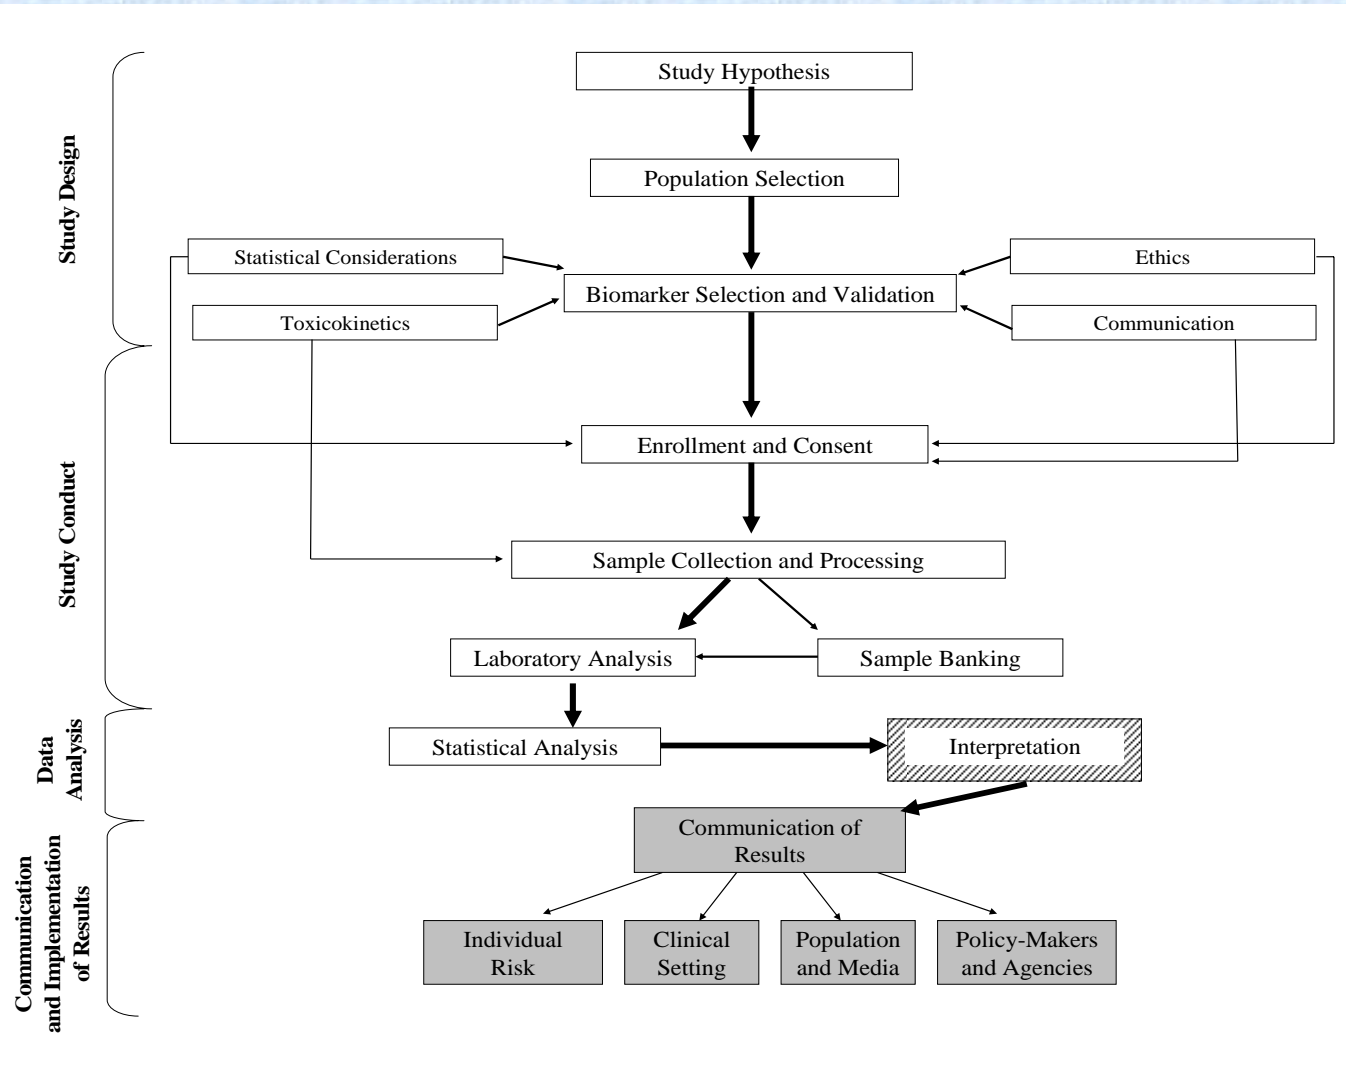 Study Hypothesis
Population Selection
Study Design
Statistical Considerations
Ethics
Biomarker Selection and Validation
Toxicokinetics
Communication
Enrollment and Consent
Study Conduct
Sample Collection and Processing
Laboratory Analysis
Sample Banking
Data
Analysis
Statistical Analysis
Interpretation
Communication
and Implementation
of Results
Communication of
Results
Individual
Risk
Clinical
Setting
Population
and Media
Policy-Makers
and Agencies